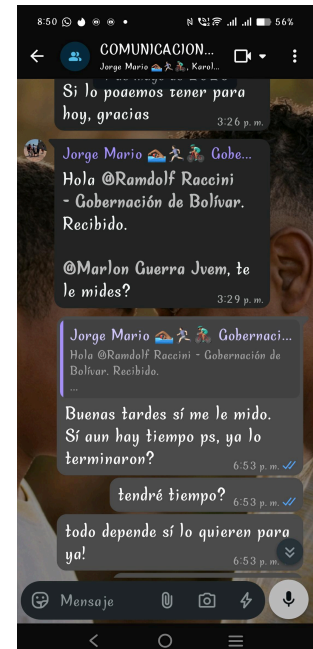 8:50 56%
COMUNICACION...
Jorge Mario 🏊🏃🚴, Karol...
Si lo podemos tener para
hoy, gracias
3:26 p. m.
Jorge Mario 🏊🏃🚴 Gobe...
Hola @Ramdolf Raccini
- Gobernación de Bolívar.
Recibido.
@Marlon Guerra Jvem, te
le mides?
3:29 p. m.
Jorge Mario 🏊🏃🚴 Gobernaci...
Hola @Ramdolf Raccini - Gobernación de
Bolívar. Recibido.
...
Buenas tardes sí me le mido.
Sí aun hay tiempo ps, ya lo
terminaron?
6:53 p. m.
tendré tiempo? 6:53 p. m.
todo depende sí lo quieren para
ya!
6:53 p. m.
Mensaje